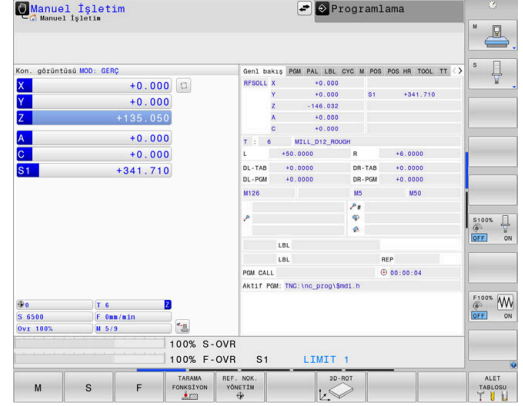 Manuel İşletim
Manuel İşletim
Programlama
Kon. görüntüsü MOD: GERÇ
X +0.000
Y +0.000
Z +135.050
A +0.000
C +0.000
S1 +341.710
0 T 6 Z
S 6500 F 0mm/min
Ovr 100% M 5/9
Genl bakış PGM PAL LBL CYC M POS POS HR TOOL TT
RFSOLL X +0.000
Y +0.000 S1 +341.710
Z -146.032
A +0.000
C +0.000
T : 6 MILL_D12_ROUGH
L +50.0000 R +6.0000
DL-TAB +0.0000 DR-TAB +0.0000
DL-PGM +0.0000 DR-PGM +0.0000
M126 M5 M50
P #
P
LBL
LBL REP
PGM CALL 00:00:04
Aktif PGM: TNC:\nc_prog\$mdi.h
100% S-OVR
100% F-OVR S1 LIMIT 1
M
S
S100%
OFF ON
F100%
OFF ON
M
S
F
TARAMA FONKSİYON
REF. NOK. YÖNETİM
3D-ROT
ALET TABLOSU